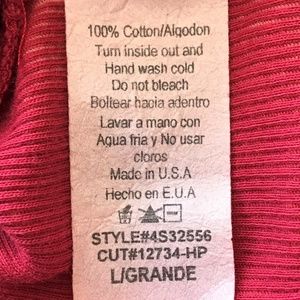 100% Cotton/Algodon
Turn inside out and
Hand wash cold
Do not bleach
Boltear hacia adentro
Lavar a mano con
Agua fria y No usar
cloros
Made in U.S.A
Hecho en E.U.A
STYLE#4S32556
CUT#12734-HP
L/GRANDE